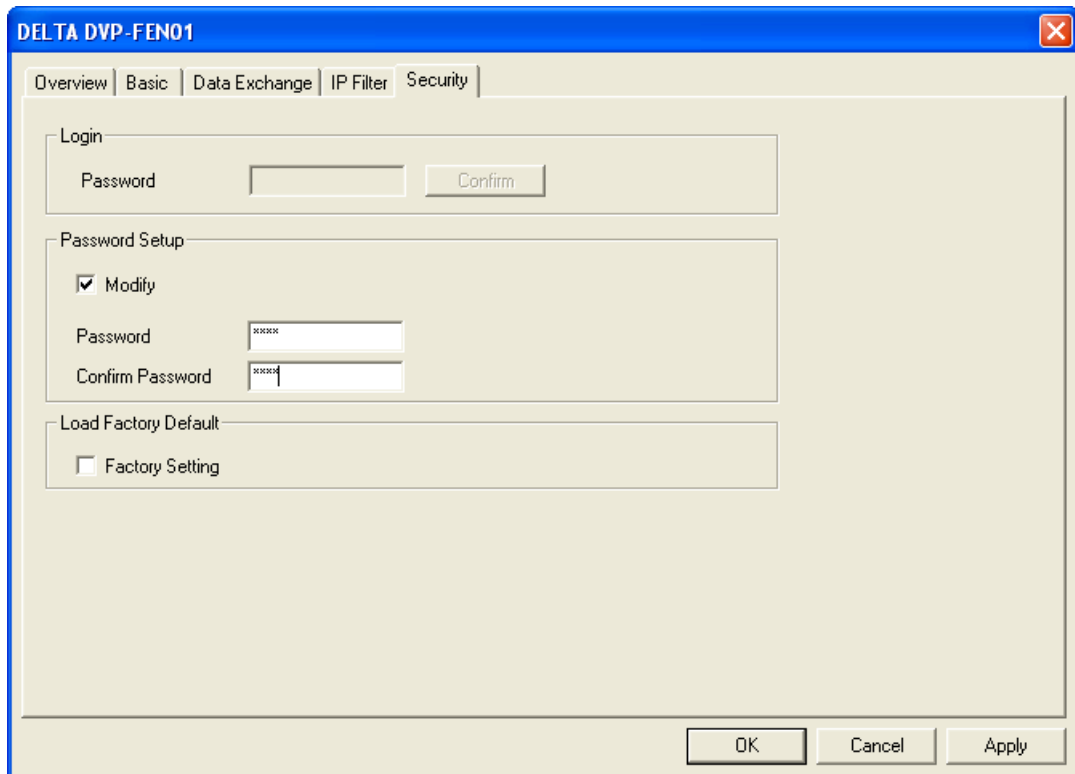 DELTA DVP-FEN01
Overview Basic Data Exchange IP Filter Security
Login
Password Confirm
Password Setup
Modify
Password ****
Confirm Password ****
Load Factory Default
Factory Setting
OK Cancel Apply